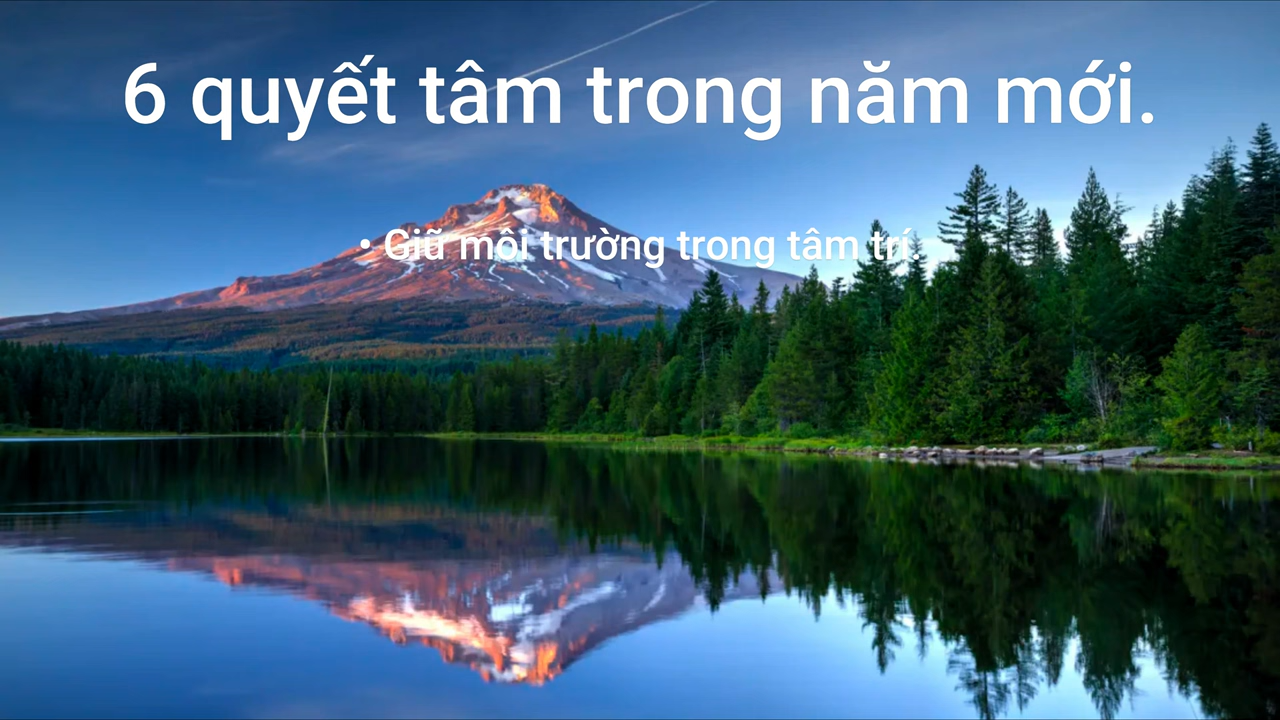 6 quyết tâm trong năm mới.
• Giữ môi trường trong tâm trí.